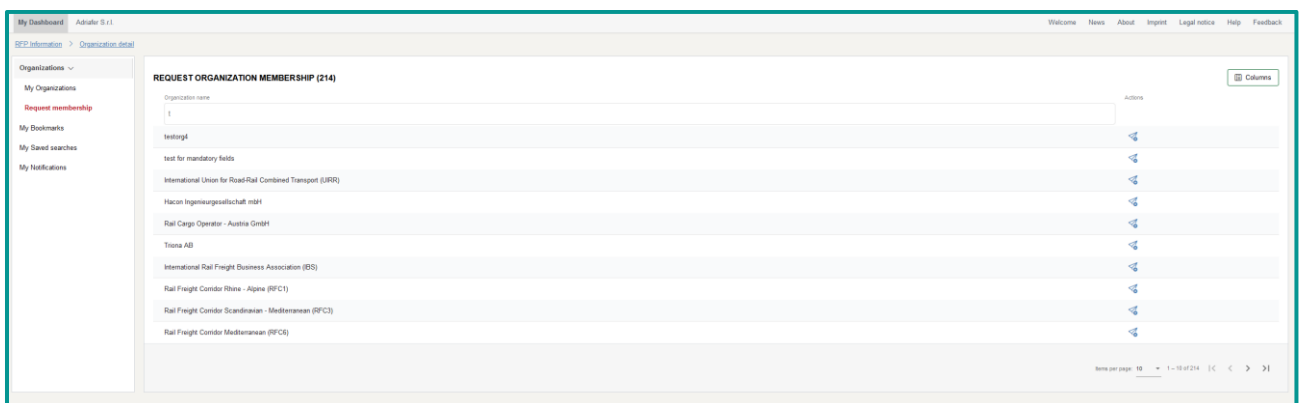 My Dashboard Adriafer S.r.l. Welcome News About Imprint Legal notice Help Feedback
RFP Information > Organization detail
Organizations
My Organizations
Request membership
My Bookmarks
My Saved searches
My Notifications
REQUEST ORGANIZATION MEMBERSHIP (214)
Columns
Organization name Actions
testorg4
test for mandatory fields
International Union for Road-Rail Combined Transport (UIRR)
Hacon Ingenieurgesellschaft mbH
Rail Cargo Operator - Austria GmbH
Triona AB
International Rail Freight Business Association (IBS)
Rail Freight Corridor Rhine - Alpine (RFC1)
Rail Freight Corridor Scandinavian - Mediterranean (RFC3)
Rail Freight Corridor Mediterranean (RFC6)
Items per page: 10 1 – 10 of 214